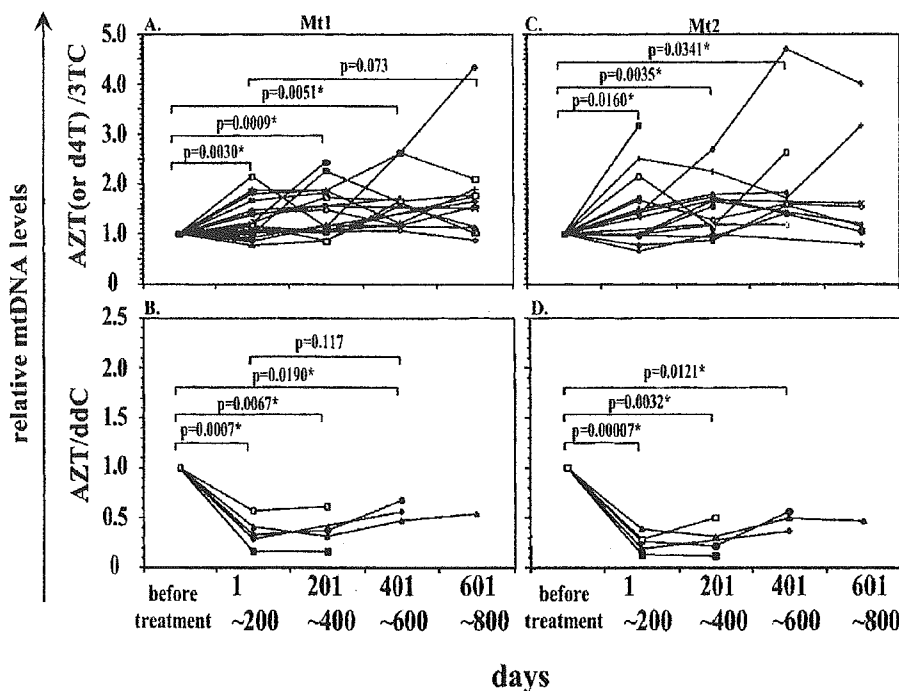 A. Mt1
C. Mt2
relative mtDNA levels
AZT(or d4T) /3TC
5.0
4.0
3.0
2.0
1.0
0
p=0.073
p=0.0051*
p=0.0009*
p=0.0030*
p=0.0341*
p=0.0035*
p=0.0160*
B.
D.
AZT/ddC
2.5
2.0
1.5
1.0
0.5
0
p=0.117
p=0.0190*
p=0.0067*
p=0.0007*
p=0.0121*
p=0.0032*
p=0.00007*
before 1 201 401 601 before 1 201 401 601
treatment ~200 ~400 ~600 ~800 treatment ~200 ~400 ~600 ~800
days